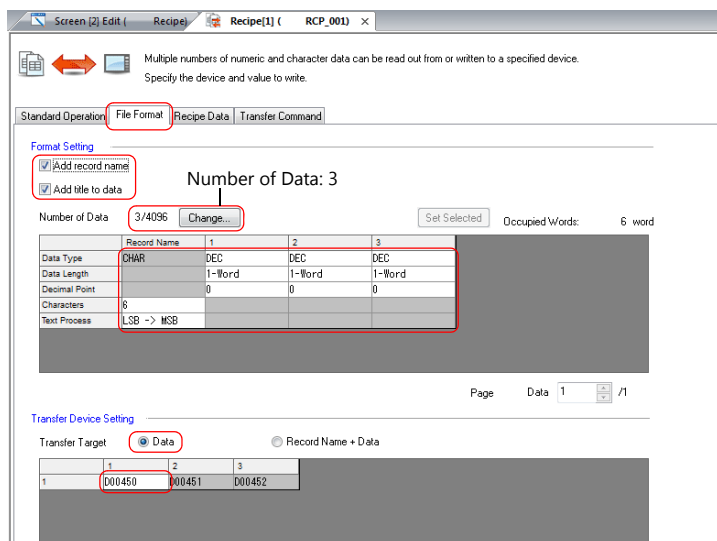 Screen [2] Edit ( Recipe) Recipe[1] ( RCP_001) ×
Multiple numbers of numeric and character data can be read out from or written to a specified device.
Specify the device and value to write.
Standard Operation File Format Recipe Data Transfer Command
Format Setting
Add record name
Add title to data
Number of Data: 3
Number of Data 3/4096 Change... Set Selected Occupied Words: 6 word
Record Name 1 2 3
Data Type CHAR DEC DEC DEC
Data Length 1-Word 1-Word 1-Word
Decimal Point 0 0 0
Characters 6
Text Process LSB -> MSB
Page Data 1 /1
Transfer Device Setting
Transfer Target Data Record Name + Data
1 2 3
1 D00450 D00451 D00452